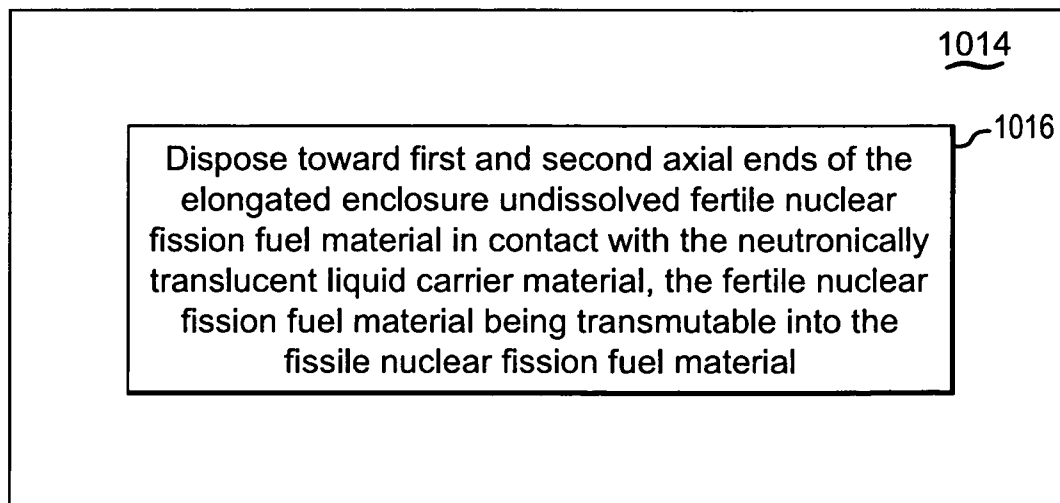 1014
1016
Dispose toward first and second axial ends of the
elongated enclosure undissolved fertile nuclear
fission fuel material in contact with the neutronically
translucent liquid carrier material, the fertile nuclear
fission fuel material being transmutable into the
fissile nuclear fission fuel material